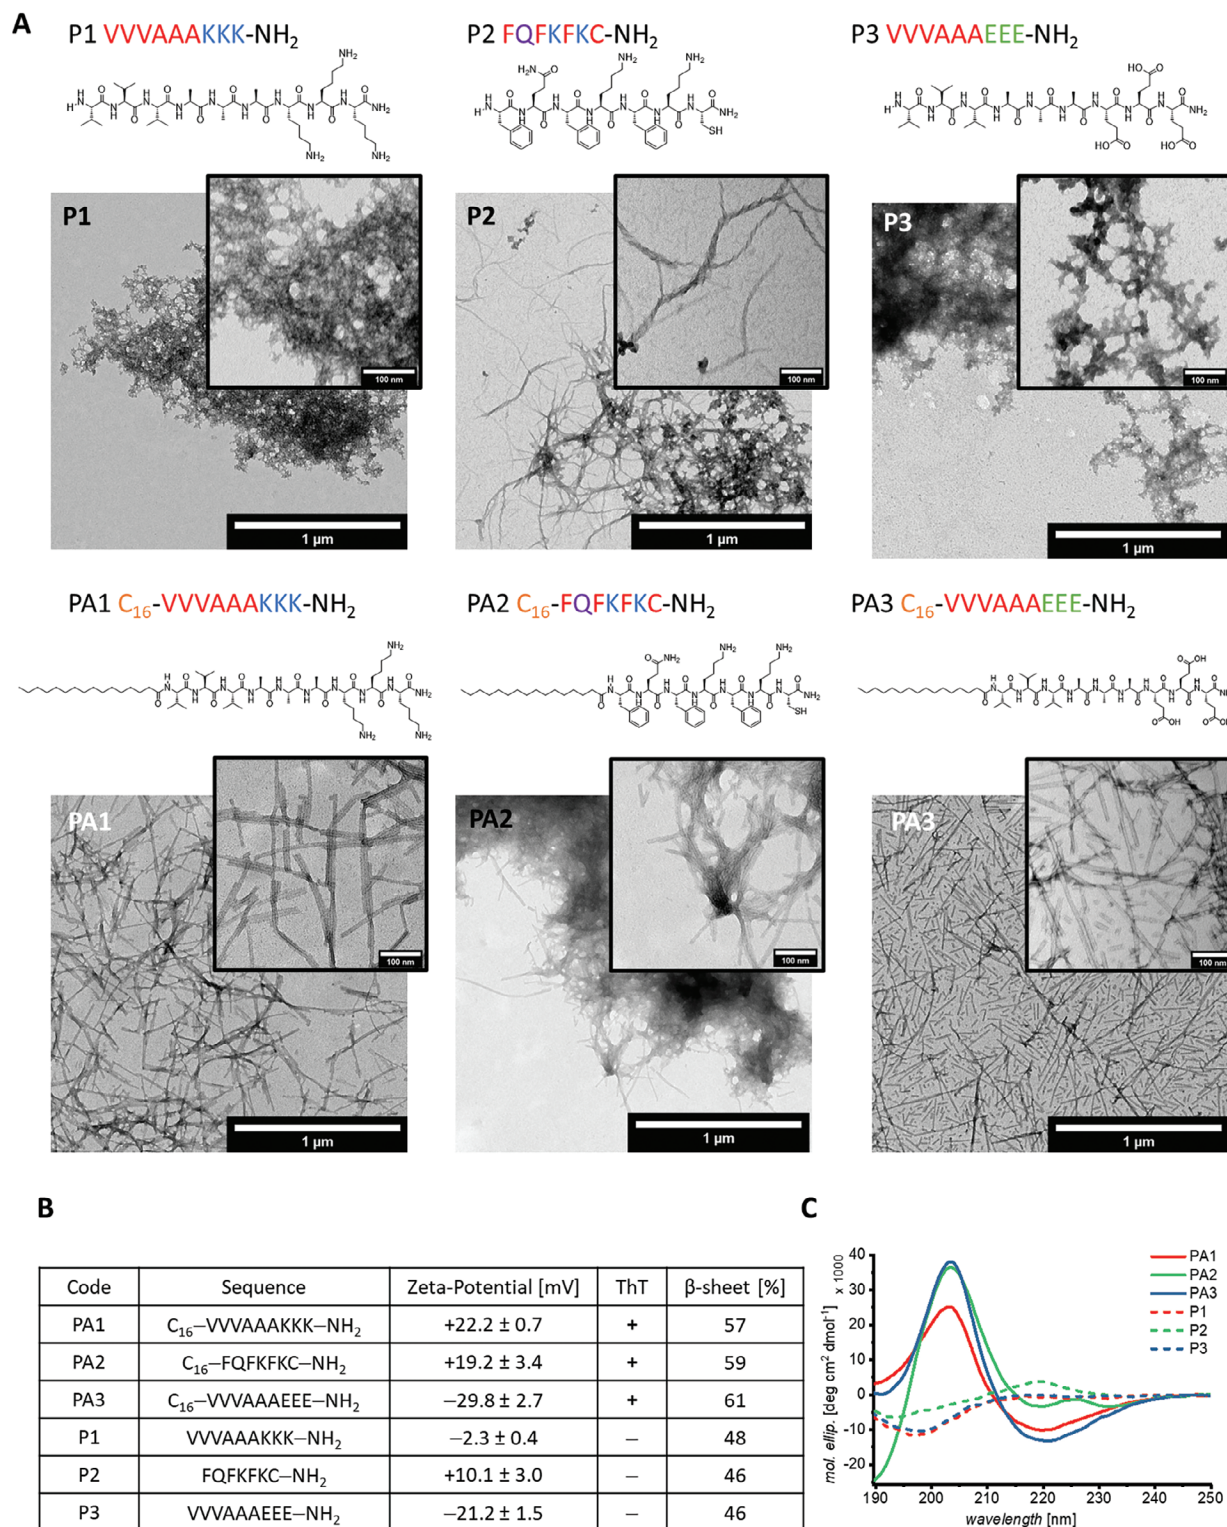 A
P1 VVVAAAKKK-NH₂
P2 FQFKFKC-NH₂
P3 VVVAAAEEE-NH₂
P1
100 nm
1 µm
P2
100 nm
1 µm
P3
100 nm
1 µm
PA1 C₁₆-VVVAAAKKK-NH₂
PA2 C₁₆-FQFKFKC-NH₂
PA3 C₁₆-VVVAAAEEE-NH₂
PA1
100 nm
1 µm
PA2
100 nm
1 µm
PA3
100 nm
1 µm
B
Code Sequence Zeta-Potential [mV] ThT β-sheet [%]
PA1 C₁₆–VVVAAAKKK–NH₂ +22.2 ± 0.7 + 57
PA2 C₁₆–FQFKFKC–NH₂ +19.2 ± 3.4 + 59
PA3 C₁₆–VVVAAAEEE–NH₂ –29.8 ± 2.7 + 61
P1 VVVAAAKKK–NH₂ –2.3 ± 0.4 – 48
P2 FQFKFKC–NH₂ +10.1 ± 3.0 – 46
P3 VVVAAAEEE–NH₂ –21.2 ± 1.5 – 46
C
mol. ellip. [deg cm² dmol⁻¹] x 1000
40
30
20
10
0
-10
-20
PA1
PA2
PA3
P1
P2
P3
190 200 210 220 230 240 250
wavelength [nm]